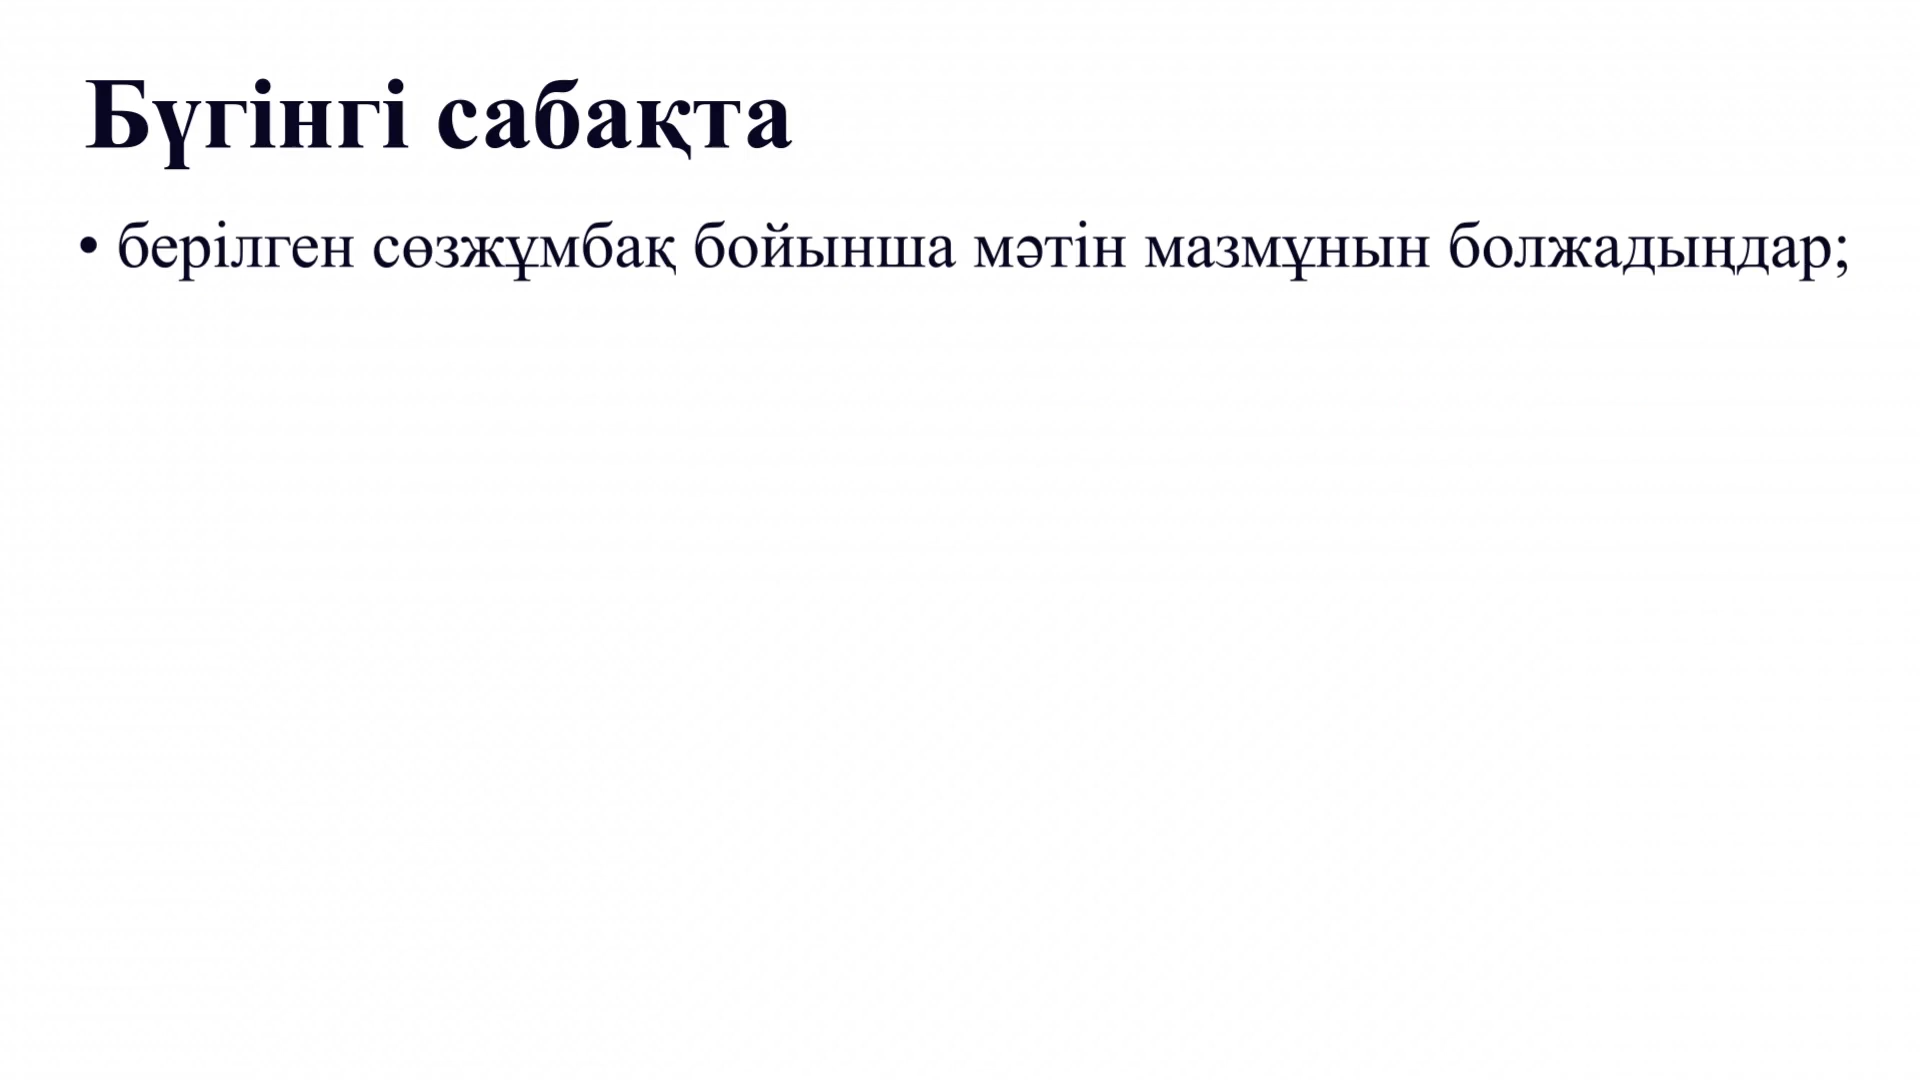 Бүгінгі сабақта
• берілген сөзжұмбақ бойынша мәтін мазмұнын болжадыңдар;